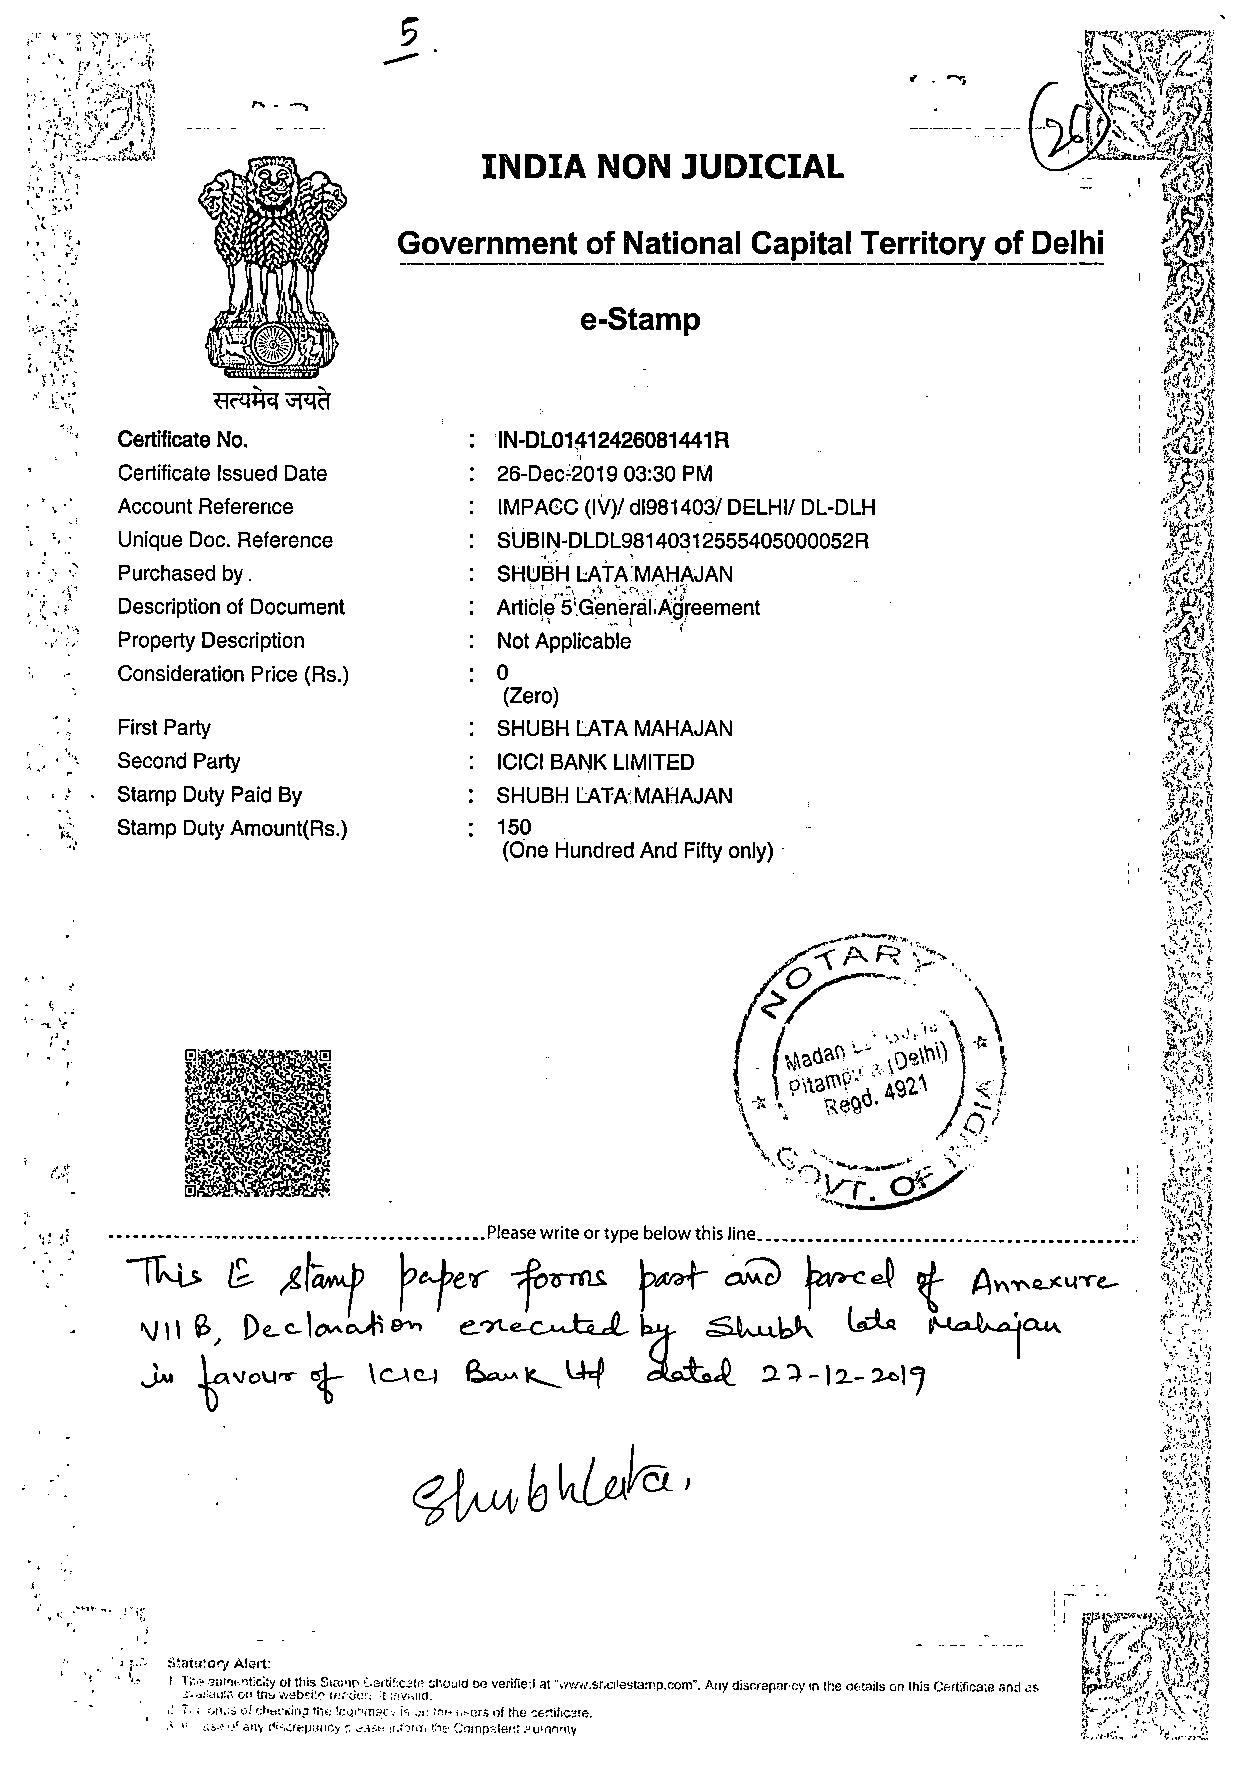 5.
20
INDIA NON JUDICIAL
Government of National Capital Territory of Delhi
e-Stamp
सत्यमेव जयते
Certificate No. : IN-DL01412426081441R
Certificate Issued Date : 26-Dec-2019 03:30 PM
Account Reference : IMPACC (IV)/ dl981403/ DELHI/ DL-DLH
Unique Doc. Reference : SUBIN-DLDL98140312555405000052R
Purchased by : SHUBH LATA MAHAJAN
Description of Document : Article 5 General Agreement
Property Description : Not Applicable
Consideration Price (Rs.) : 0
(Zero)
First Party : SHUBH LATA MAHAJAN
Second Party : ICICI BANK LIMITED
Stamp Duty Paid By : SHUBH LATA MAHAJAN
Stamp Duty Amount(Rs.) : 150
(One Hundred And Fifty only)
NOTARY
Madan
(Delhi)
Regd. 4921
GOVT. OF
Please write or type below this line
This E stamp paper forms part and parcel of Annexure
VII B, Declaration executed by Shubh lata Mahajan
in favour of ICICI Bank Ltd dated 27-12-2019
Shubhlata,
Statutory Alert:
1. The authenticity of this Stamp Certificate should be verified at "www.shcilestamp.com". Any discrepancy in the details on this Certificate and as
available on the website renders it invalid.
2. The onus of checking the legitimacy is on the users of the certificate.
3. In case of any discrepancy please inform the Competent Authority